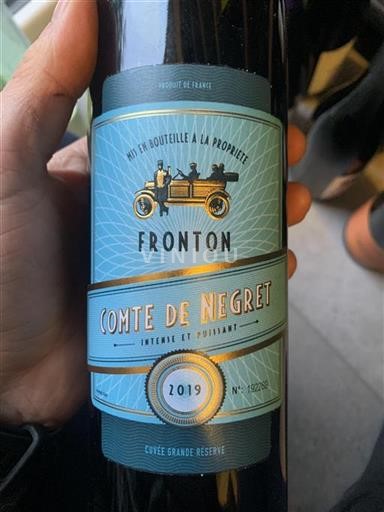 PRODUIT DE FRANCE
MIS EN BOUTEILLE A LA PROPRIETE
FRONTON
VINIOU
COMTE DE NEGRET
INTENSE ET PUISSANT
2019
CUVÉE GRANDE RÉSERVE